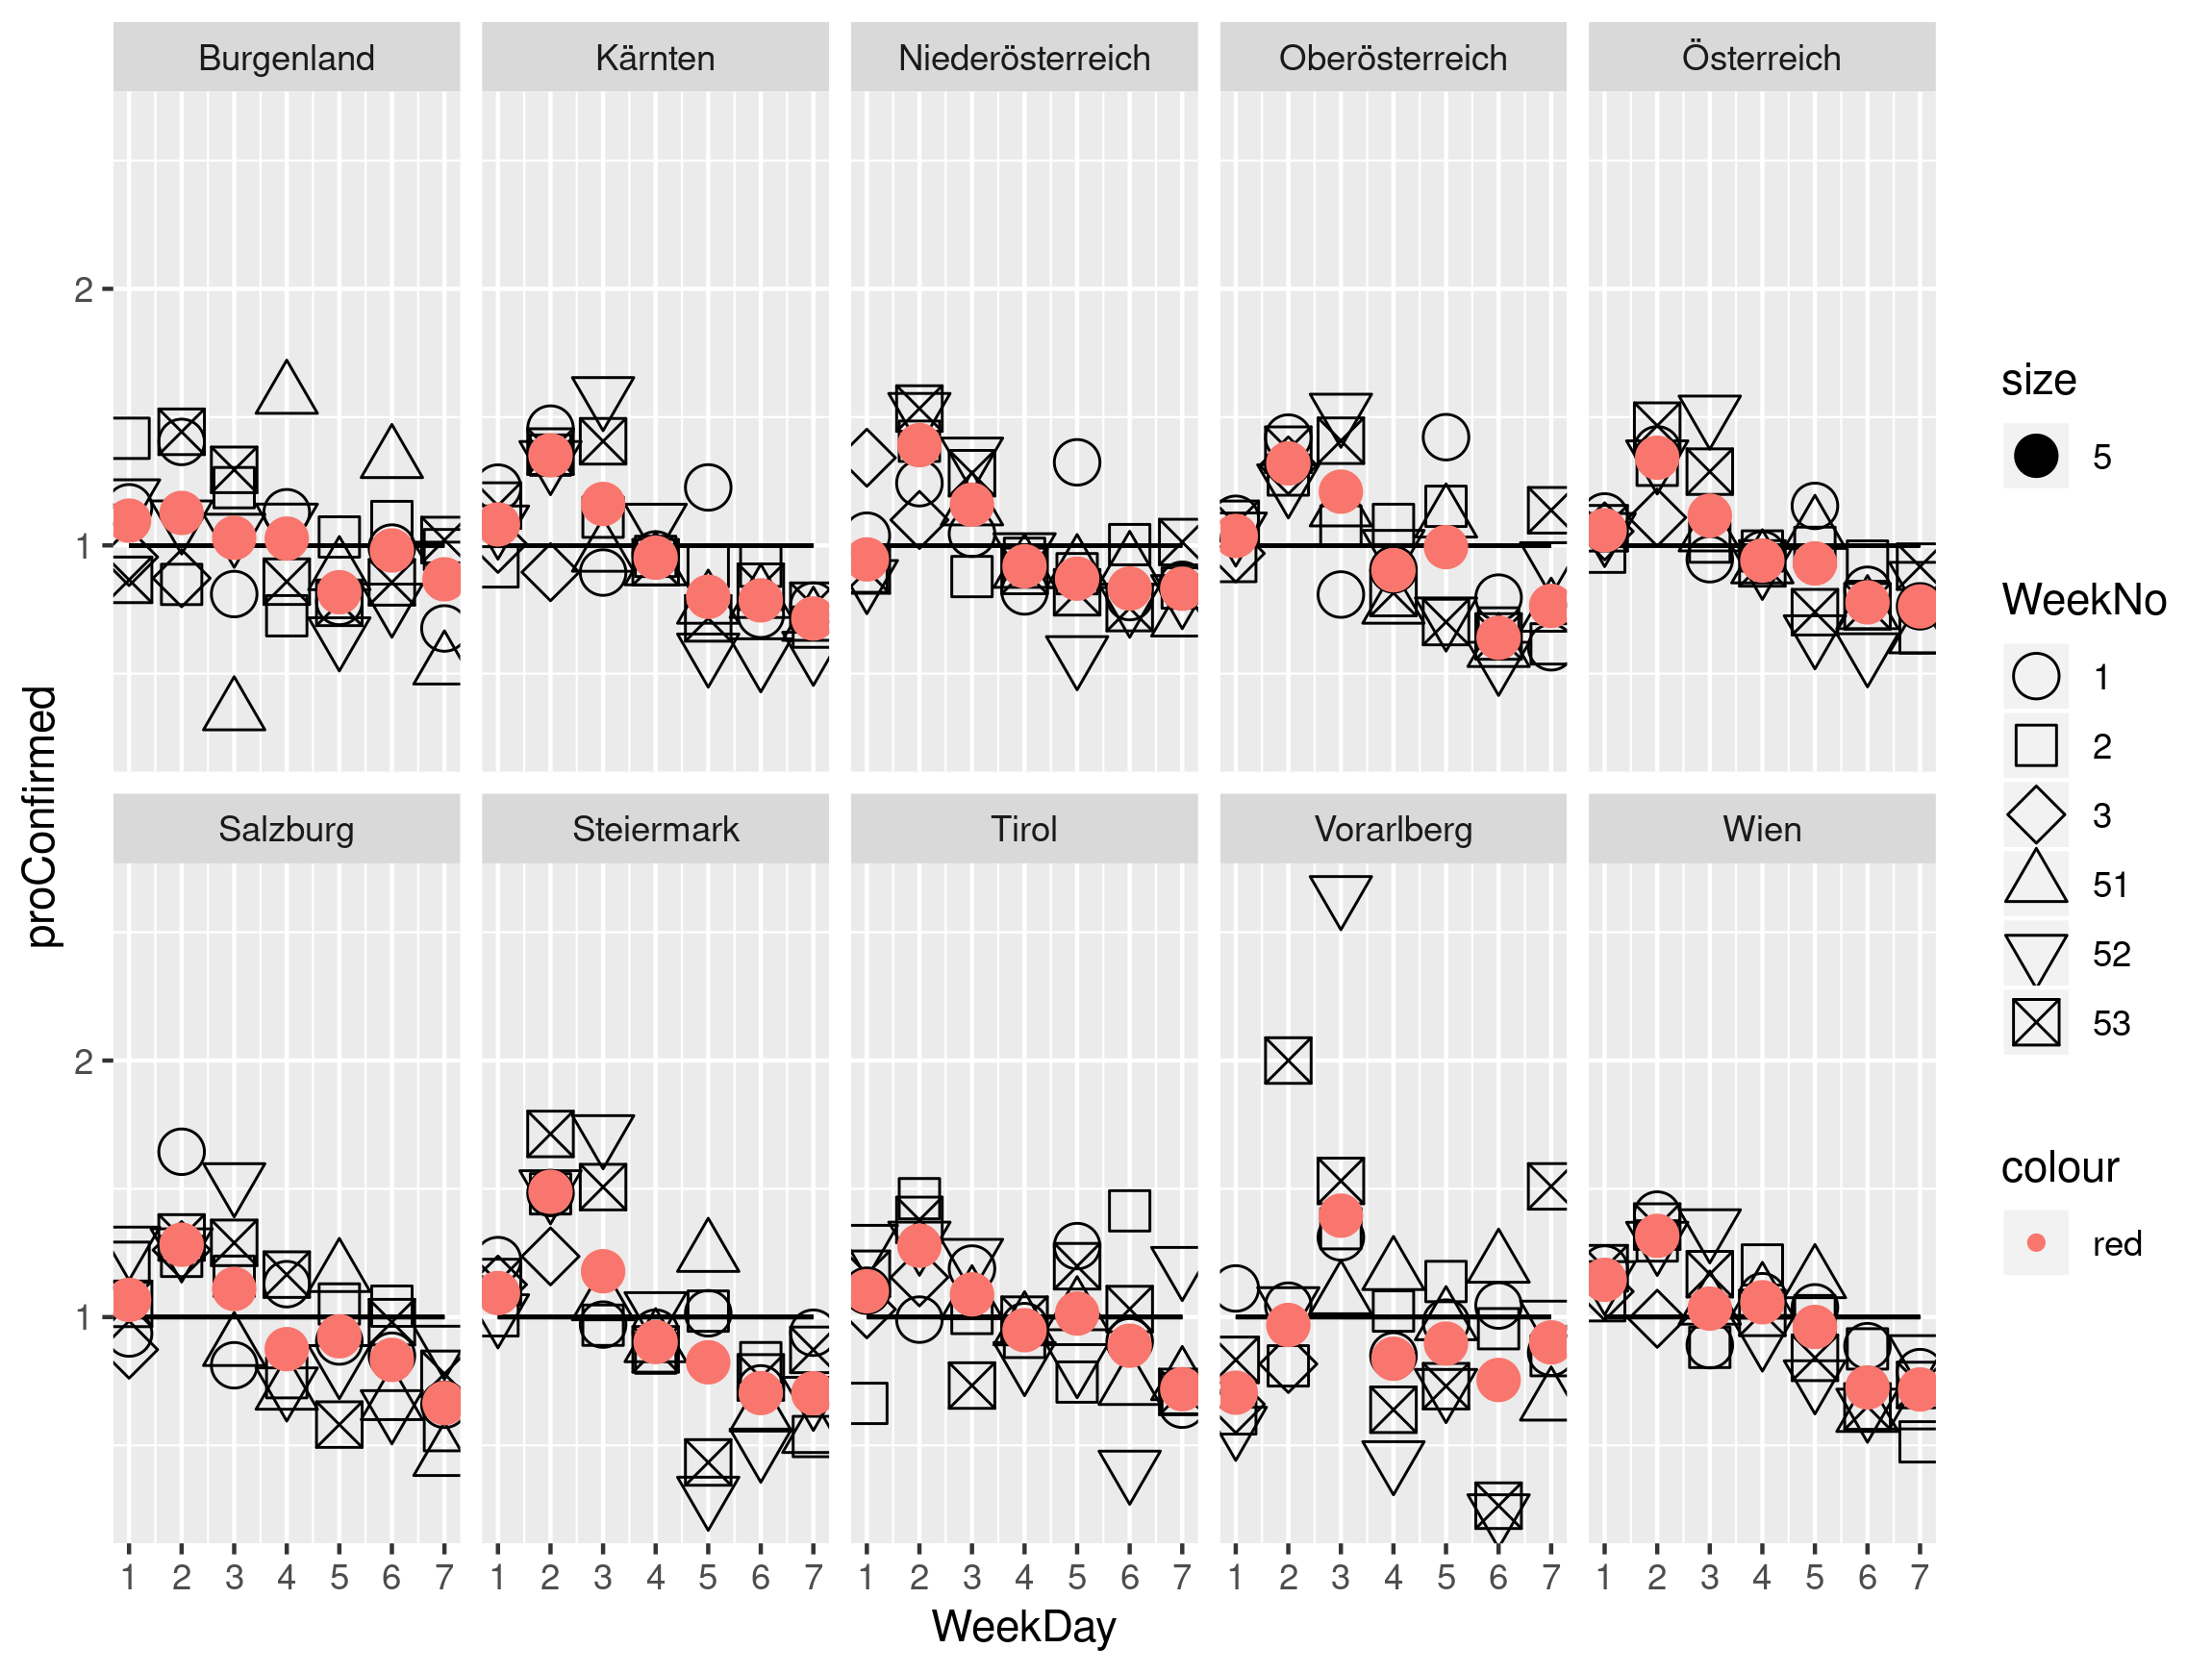 Burgenland Kärnten Niederösterreich Oberösterreich Österreich
2
1
size
5
WeekNo
1
2
3
51
52
53
colour
red
proConfirmed
Salzburg Steiermark Tirol Vorarlberg Wien
2
1
1 2 3 4 5 6 7 1 2 3 4 5 6 7 1 2 3 4 5 6 7 1 2 3 4 5 6 7 1 2 3 4 5 6 7
WeekDay